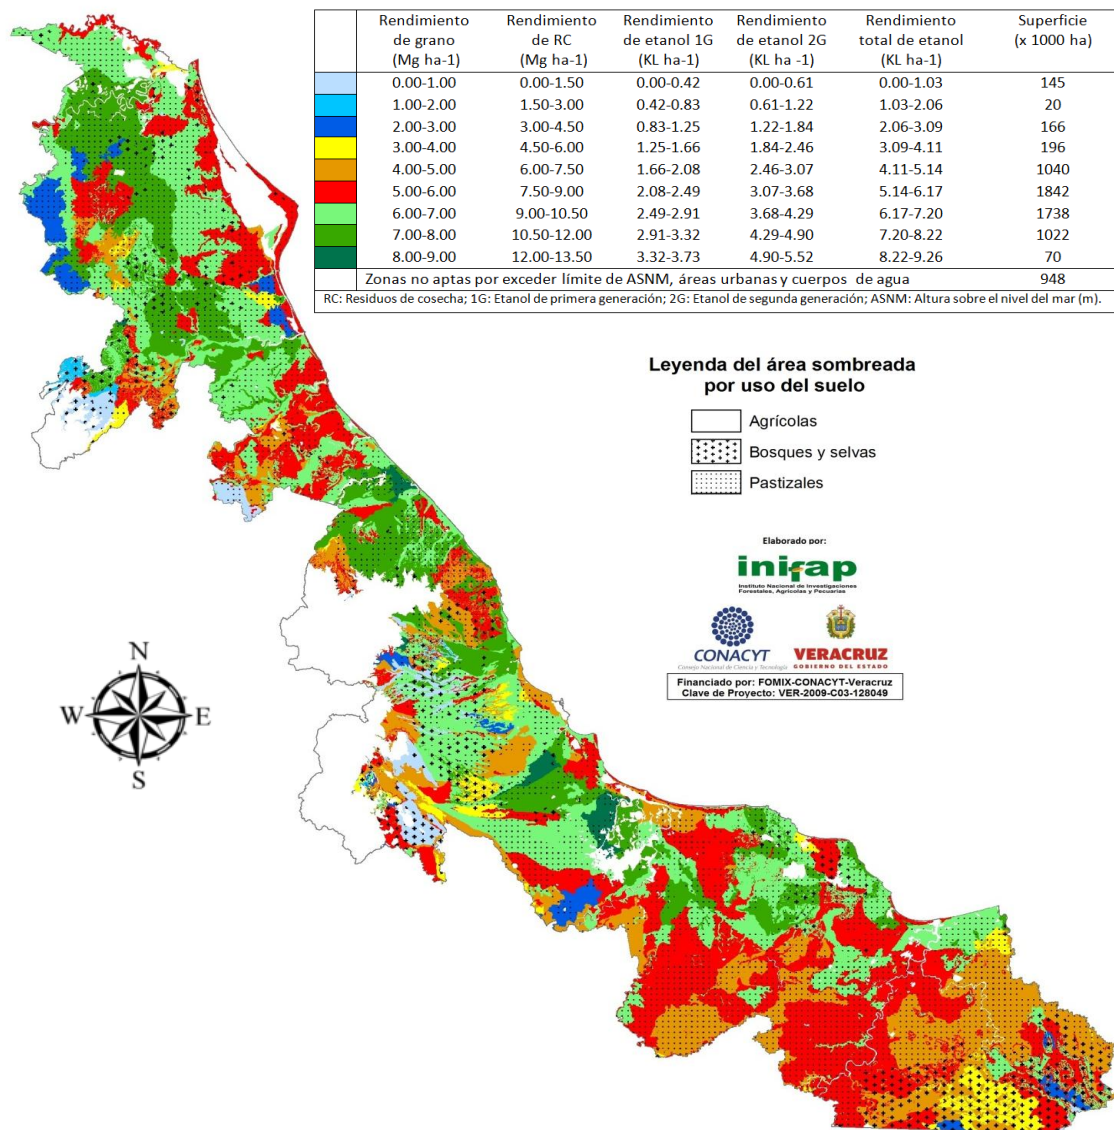 Rendimiento de grano (Mg ha-1) Rendimiento de RC (Mg ha-1) Rendimiento de etanol 1G (KL ha-1) Rendimiento de etanol 2G (KL ha -1) Rendimiento total de etanol (KL ha-1) Superficie (x 1000 ha)
0.00-1.00 0.00-1.50 0.00-0.42 0.00-0.61 0.00-1.03 145
1.00-2.00 1.50-3.00 0.42-0.83 0.61-1.22 1.03-2.06 20
2.00-3.00 3.00-4.50 0.83-1.25 1.22-1.84 2.06-3.09 166
3.00-4.00 4.50-6.00 1.25-1.66 1.84-2.46 3.09-4.11 196
4.00-5.00 6.00-7.50 1.66-2.08 2.46-3.07 4.11-5.14 1040
5.00-6.00 7.50-9.00 2.08-2.49 3.07-3.68 5.14-6.17 1842
6.00-7.00 9.00-10.50 2.49-2.91 3.68-4.29 6.17-7.20 1738
7.00-8.00 10.50-12.00 2.91-3.32 4.29-4.90 7.20-8.22 1022
8.00-9.00 12.00-13.50 3.32-3.73 4.90-5.52 8.22-9.26 70
Zonas no aptas por exceder límite de ASNM, áreas urbanas y cuerpos de agua 948
RC: Residuos de cosecha; 1G: Etanol de primera generación; 2G: Etanol de segunda generación; ASNM: Altura sobre el nivel del mar (m).
Leyenda del área sombreada
por uso del suelo
Agrícolas
Bosques y selvas
Pastizales
Elaborado por:
inifap
Instituto Nacional de Investigaciones
Forestales, Agrícolas y Pecuarias
CONACYT
Consejo Nacional de Ciencia y Tecnología
VERACRUZ
GOBIERNO DEL ESTADO
Financiado por: FOMIX-CONACYT-Veracruz
Clave de Proyecto: VER-2009-C03-128049
N
W E
S